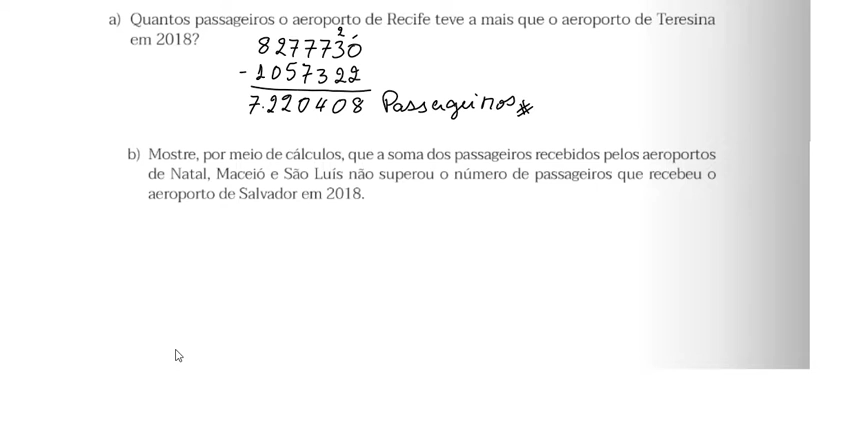 a) Quantos passageiros o aeroporto de Recife teve a mais que o aeroporto de Teresina
em 2018?
2
8277730
- 1057322
7.220408 Passageiros*
b) Mostre, por meio de cálculos, que a soma dos passageiros recebidos pelos aeroportos
de Natal, Maceió e São Luís não superou o número de passageiros que recebeu o
aeroporto de Salvador em 2018.